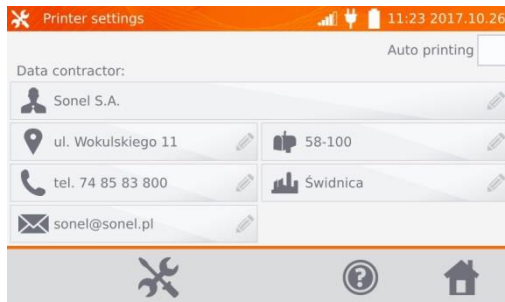 Printer settings
11:23 2017.10.26
Auto printing
Data contractor:
Sonel S.A.
ul. Wokulskiego 11
58-100
tel. 74 85 83 800
Świdnica
sonel@sonel.pl